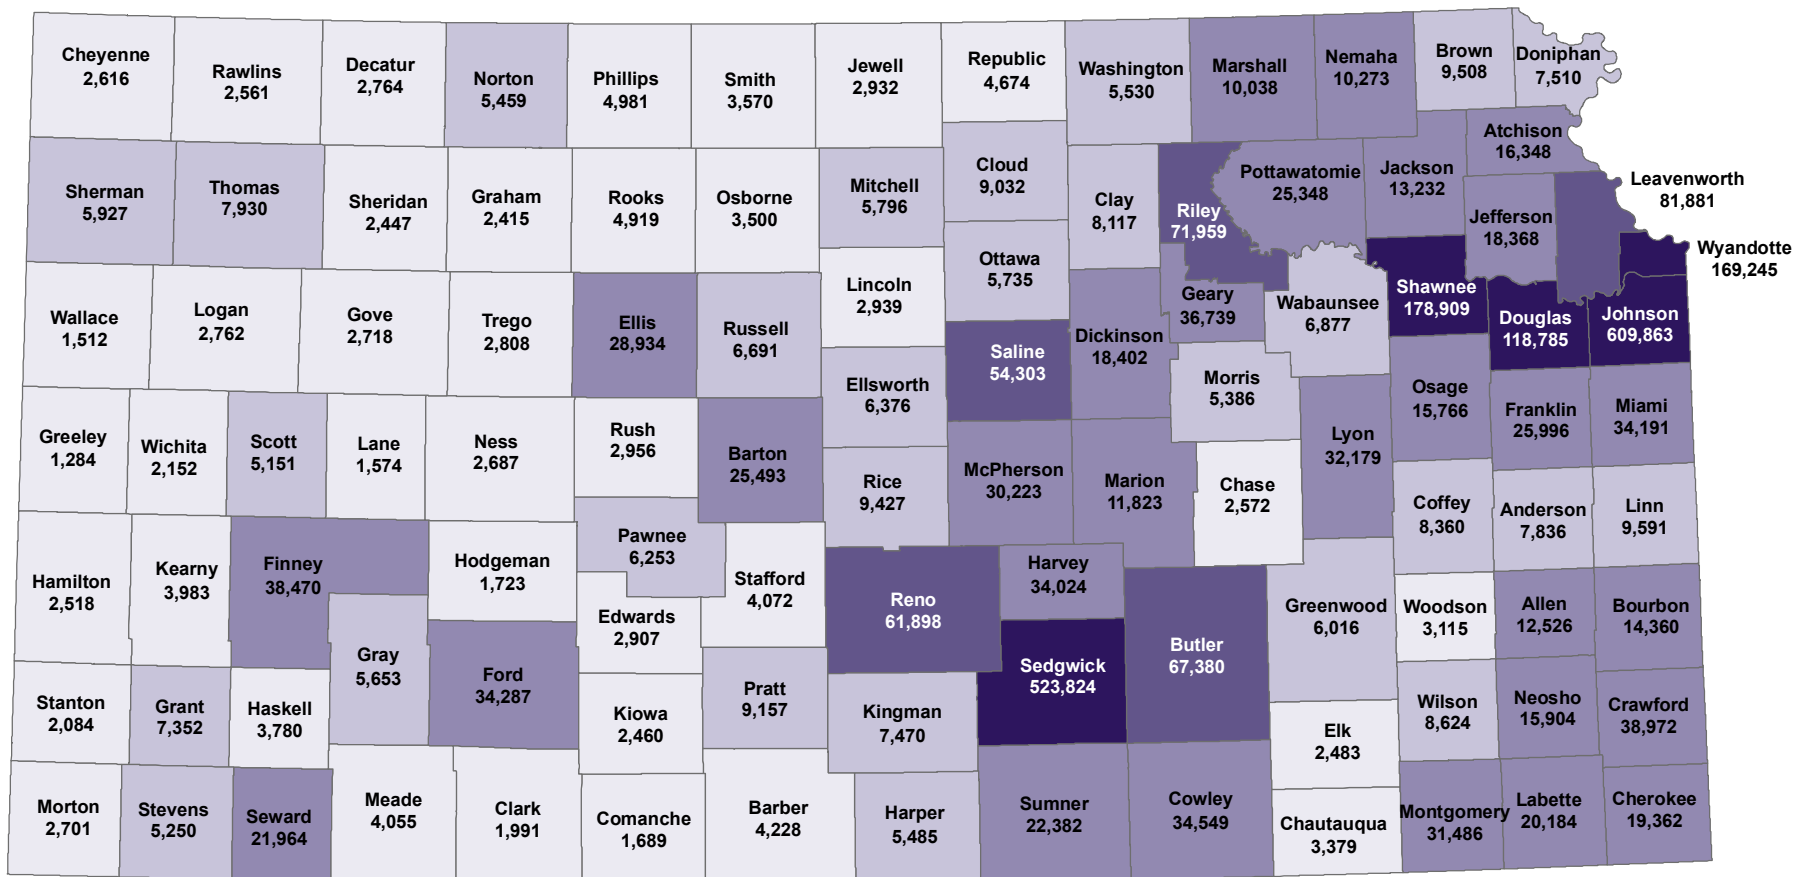 Cheyenne
2,616
Rawlins
2,561
Decatur
2,764
Norton
5,459
Phillips
4,981
Smith
3,570
Jewell
2,932
Republic
4,674
Washington
5,530
Marshall
10,038
Nemaha
10,273
Brown
9,508
Doniphan
7,510
Sherman
5,927
Thomas
7,930
Sheridan
2,447
Graham
2,415
Rooks
4,919
Osborne
3,500
Mitchell
5,796
Cloud
9,032
Clay
8,117
Riley
71,959
Pottawatomie
25,348
Jackson
13,232
Atchison
16,348
Jefferson
18,368
Leavenworth
81,881
Wyandotte
169,245
Wallace
1,512
Logan
2,762
Gove
2,718
Trego
2,808
Ellis
28,934
Russell
6,691
Lincoln
2,939
Ottawa
5,735
Saline
54,303
Dickinson
18,402
Geary
36,739
Wabaunsee
6,877
Shawnee
178,909
Douglas
118,785
Johnson
609,863
Greeley
1,284
Wichita
2,152
Scott
5,151
Lane
1,574
Ness
2,687
Rush
2,956
Barton
25,493
Ellsworth
6,376
Rice
9,427
McPherson
30,223
Marion
11,823
Morris
5,386
Chase
2,572
Lyon
32,179
Osage
15,766
Franklin
25,996
Miami
34,191
Coffey
8,360
Anderson
7,836
Linn
9,591
Hamilton
2,518
Kearny
3,983
Finney
38,470
Hodgeman
1,723
Pawnee
6,253
Stafford
4,072
Edwards
2,907
Gray
5,653
Ford
34,287
Reno
61,898
Harvey
34,024
Sedgwick
523,824
Butler
67,380
Greenwood
6,016
Woodson
3,115
Allen
12,526
Bourbon
14,360
Stanton
2,084
Grant
7,352
Haskell
3,780
Kiowa
2,460
Pratt
9,157
Kingman
7,470
Elk
2,483
Wilson
8,624
Neosho
15,904
Crawford
38,972
Morton
2,701
Stevens
5,250
Seward
21,964
Meade
4,055
Clark
1,991
Comanche
1,689
Barber
4,228
Harper
5,485
Sumner
22,382
Cowley
34,549
Chautauqua
3,379
Montgomery
31,486
Labette
20,184
Cherokee
19,362